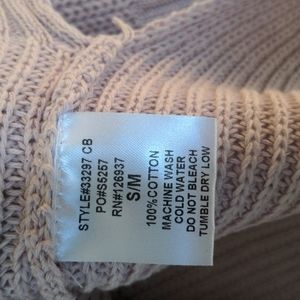 STYLE#33297 CB
PO#S5257
RN#126937
S/M
100%COTTON
MACHINE WASH
COLD WATER
DO NOT BLEACH
TUMBLE DRY LOW